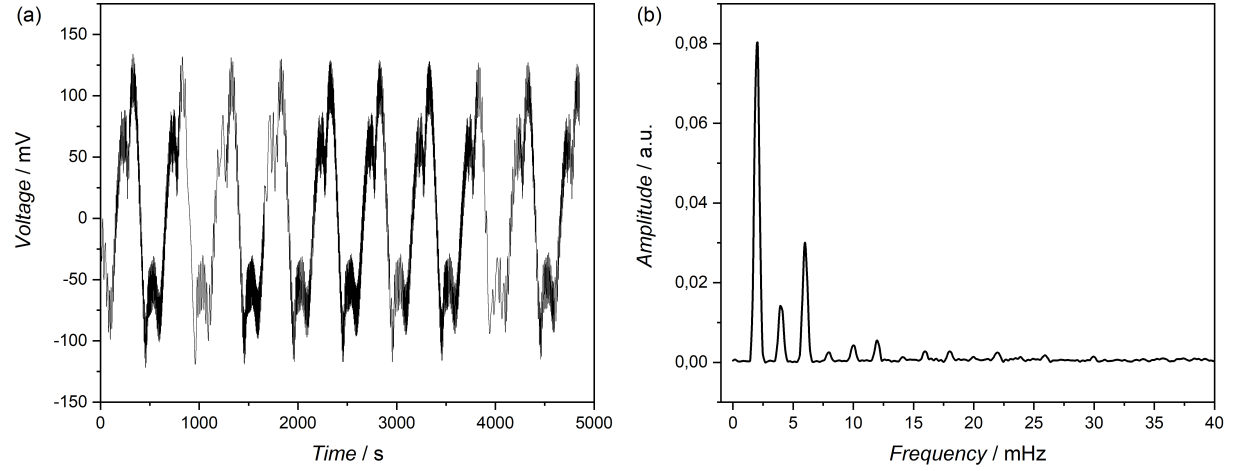 (a)
150
100
50
0
-50
-100
-150
Voltage / mV
0 1000 2000 3000 4000 5000
Time / s
(b)
0,08
0,06
0,04
0,02
0,00
Amplitude / a.u.
0 5 10 15 20 25 30 35 40
Frequency / mHz